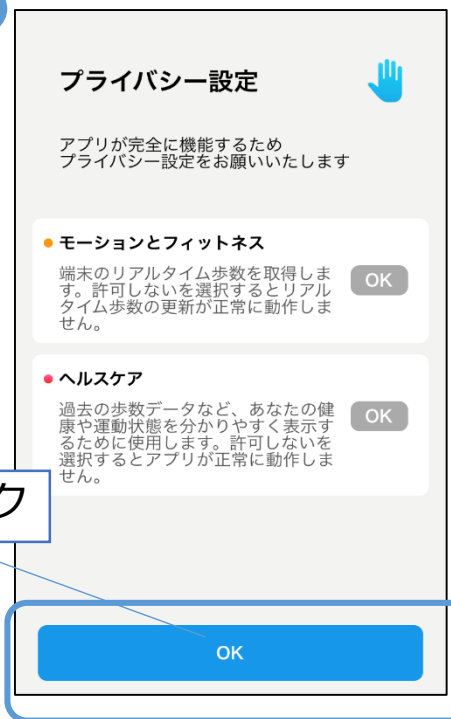 プライバシー設定
アプリが完全に機能するため
プライバシー設定をお願いいたします
モーションとフィットネス
端末のリアルタイム歩数を取得しま
す。許可しないを選択するとリアル
タイム歩数の更新が正常に動作しま
せん。
OK
ヘルスケア
過去の歩数データなど、あなたの健
康や運動状態を分かりやすく表示す
るために使用します。許可しないを
選択するとアプリが正常に動作しま
せん。
OK
ク
OK